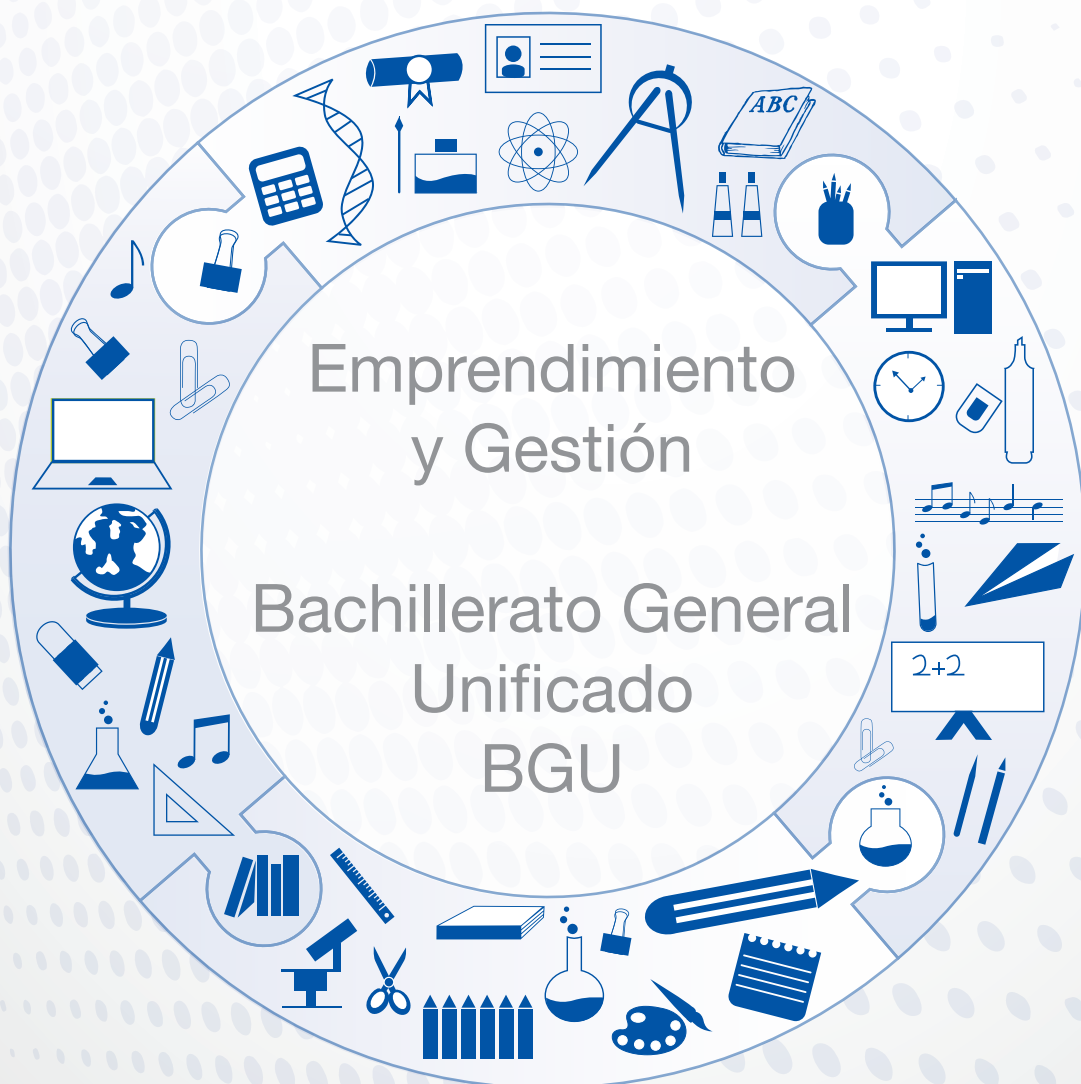 ABC
Emprendimiento
y Gestión
Bachillerato General
Unificado
BGU
2+2